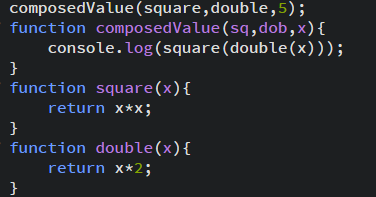 composedValue(square,double,5);
function composedValue(sq,dob,x){
    console.log(square(double(x)));
}
function square(x){
    return x*x;
}
function double(x){
    return x*2;
}